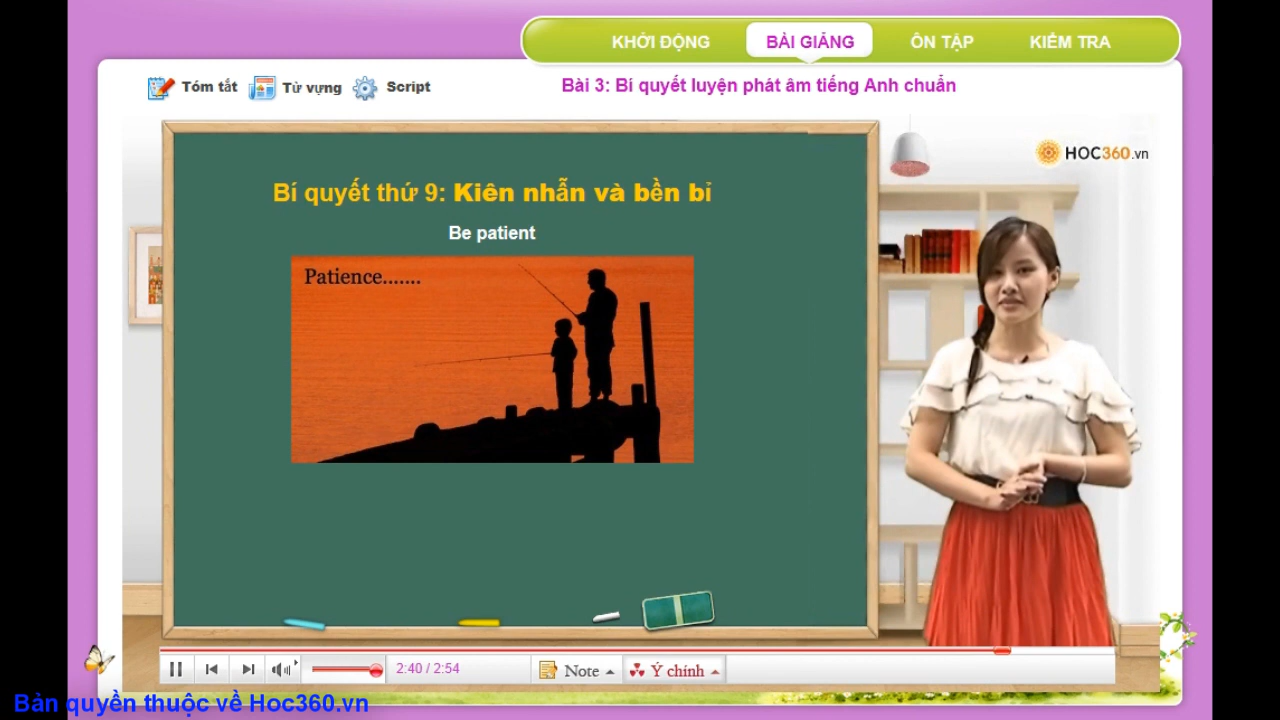 KHỞI ĐỘNG
BÀI GIẢNG
ÔN TẬP
KIỂM TRA
Tóm tắt
Từ vựng
Script
Bài 3: Bí quyết luyện phát âm tiếng Anh chuẩn
HOC360.vn
Bí quyết thứ 9: Kiên nhẫn và bền bỉ
Be patient
Patience.......
2:40 / 2:54
Note
Ý chính
Bản quyền thuộc về Hoc360.vn